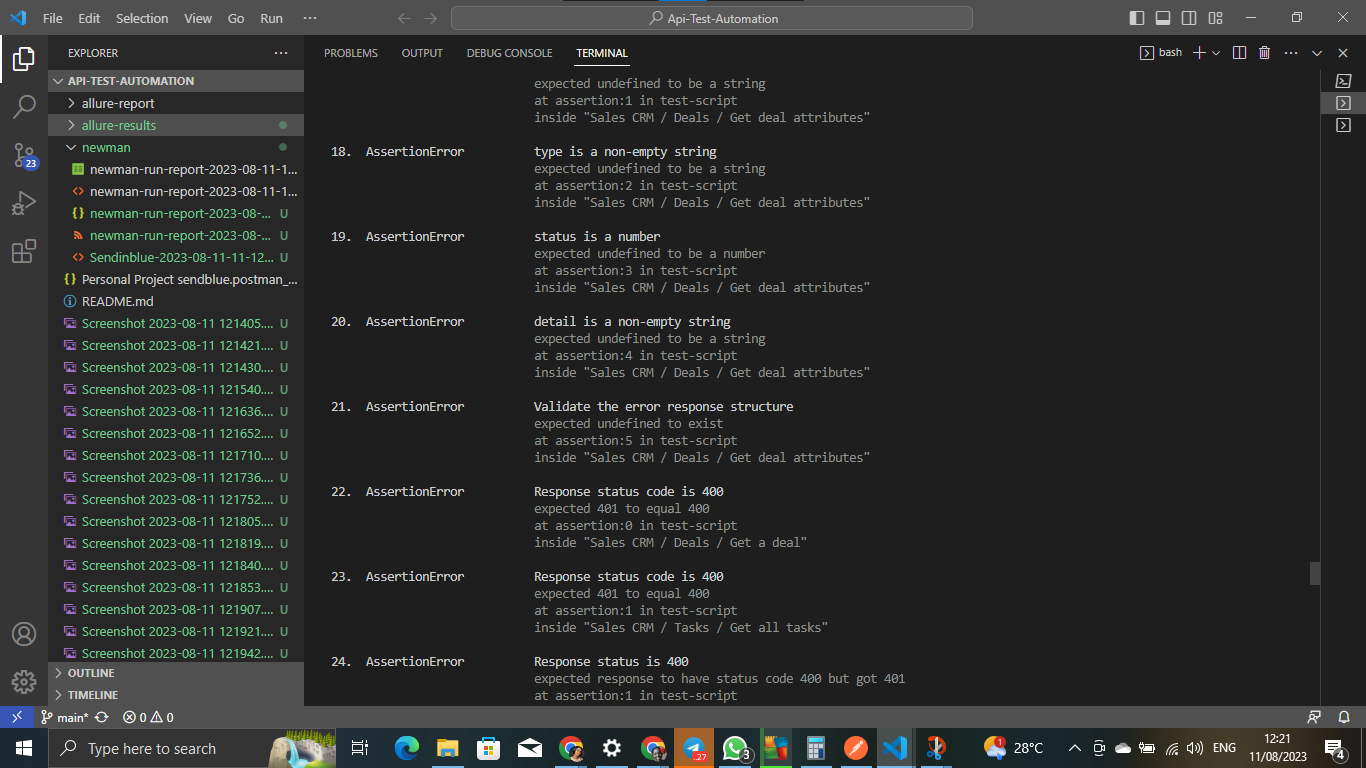 File Edit Selection View Go Run ··· Api-Test-Automation
EXPLORER ···
API-TEST-AUTOMATION
allure-report
allure-results
newman
newman-run-report-2023-08-11-1...
newman-run-report-2023-08-11-1...
newman-run-report-2023-08-... U
newman-run-report-2023-08-... U
Sendinblue-2023-08-11-11-12... U
Personal Project sendblue.postman_...
README.md
Screenshot 2023-08-11 121405.... U
Screenshot 2023-08-11 121421.... U
Screenshot 2023-08-11 121430.... U
Screenshot 2023-08-11 121540.... U
Screenshot 2023-08-11 121636.... U
Screenshot 2023-08-11 121652.... U
Screenshot 2023-08-11 121710.... U
Screenshot 2023-08-11 121736.... U
Screenshot 2023-08-11 121752.... U
Screenshot 2023-08-11 121805.... U
Screenshot 2023-08-11 121819.... U
Screenshot 2023-08-11 121840.... U
Screenshot 2023-08-11 121853.... U
Screenshot 2023-08-11 121907.... U
Screenshot 2023-08-11 121921.... U
Screenshot 2023-08-11 121942.... U
OUTLINE
TIMELINE
23
PROBLEMS OUTPUT DEBUG CONSOLE TERMINAL bash
expected undefined to be a string
at assertion:1 in test-script
inside "Sales CRM / Deals / Get deal attributes"
18. AssertionError type is a non-empty string
expected undefined to be a string
at assertion:2 in test-script
inside "Sales CRM / Deals / Get deal attributes"
19. AssertionError status is a number
expected undefined to be a number
at assertion:3 in test-script
inside "Sales CRM / Deals / Get deal attributes"
20. AssertionError detail is a non-empty string
expected undefined to be a string
at assertion:4 in test-script
inside "Sales CRM / Deals / Get deal attributes"
21. AssertionError Validate the error response structure
expected undefined to exist
at assertion:5 in test-script
inside "Sales CRM / Deals / Get deal attributes"
22. AssertionError Response status code is 400
expected 401 to equal 400
at assertion:0 in test-script
inside "Sales CRM / Deals / Get a deal"
23. AssertionError Response status code is 400
expected 401 to equal 400
at assertion:1 in test-script
inside "Sales CRM / Tasks / Get all tasks"
24. AssertionError Response status is 400
expected response to have status code 400 but got 401
at assertion:1 in test-script
main* 0 0
Type here to search
.27
3
1
28°C
ENG
12:21
11/08/2023
4